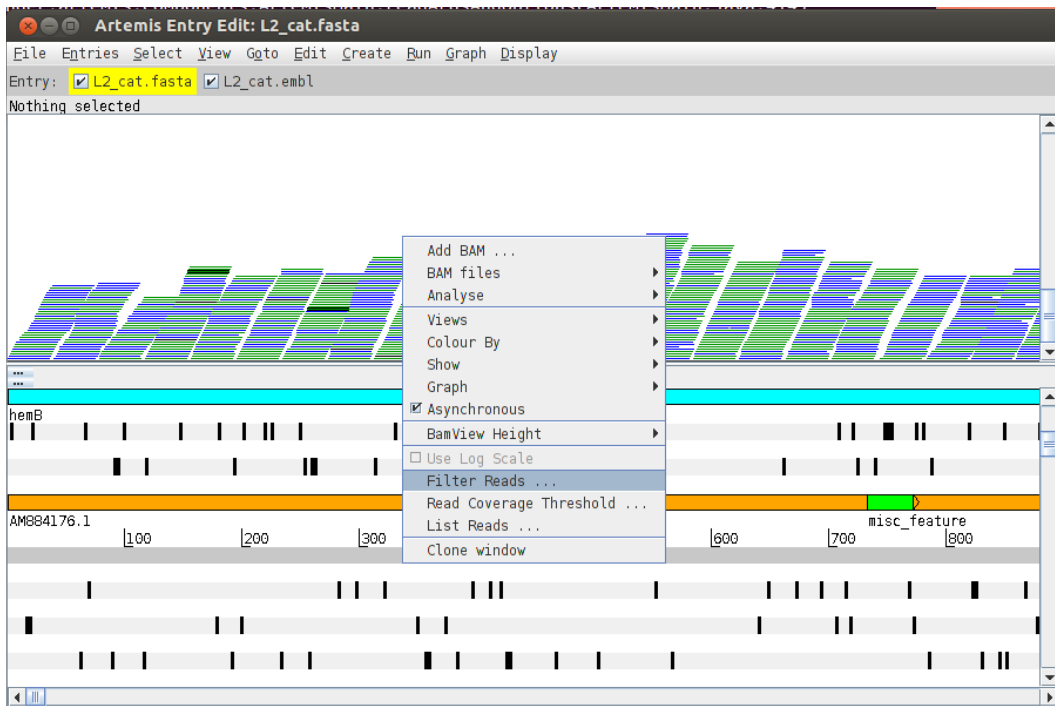 Artemis Entry Edit: L2_cat.fasta
File Entries Select View Goto Edit Create Run Graph Display
Entry: L2_cat.fasta L2_cat.embl
Nothing selected
Add BAM ...
BAM files
Analyse
Views
Colour By
Show
Graph
Asynchronous
BamView Height
Use Log Scale
Filter Reads ...
Read Coverage Threshold ...
List Reads ...
Clone window
hemB
AM884176.1 misc_feature
100 200 300 600 700 800